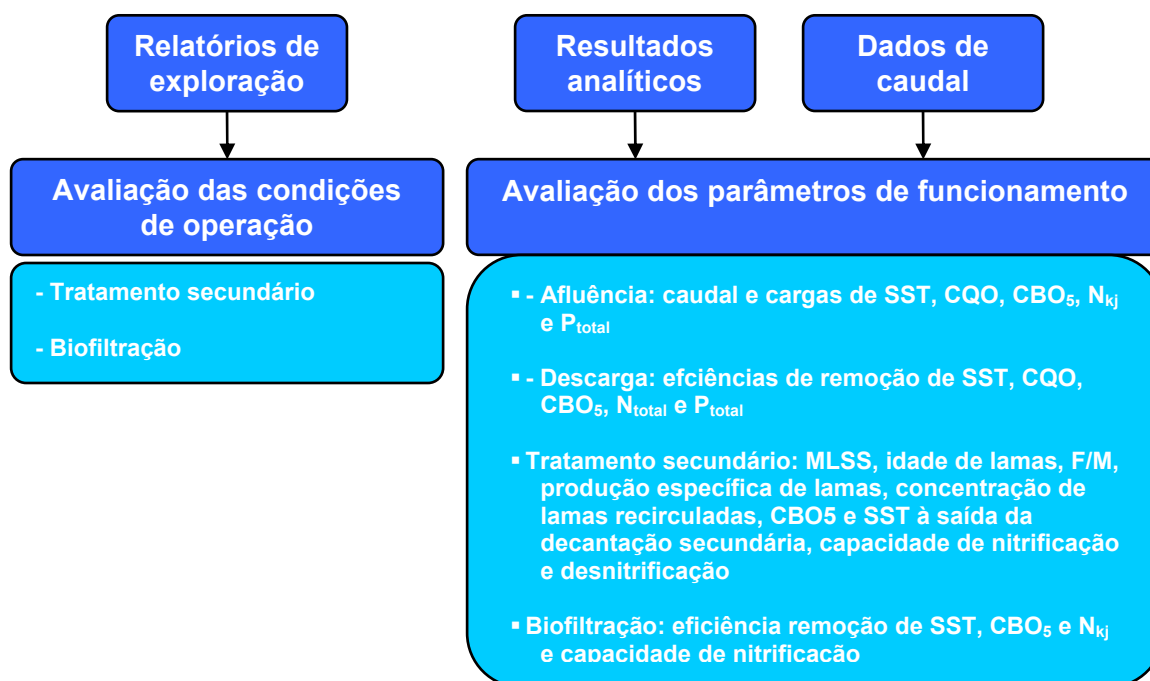 Relatórios de
exploração
Resultados
analíticos
Dados de
caudal
Avaliação das condições
de operação
Avaliação dos parâmetros de funcionamento
- Tratamento secundário
- Biofiltração
▪ - Afluência: caudal e cargas de SST, CQO, CBO₅, Nkj
e Ptotal
▪ - Descarga: efciências de remoção de SST, CQO,
CBO₅, Ntotal e Ptotal
▪ Tratamento secundário: MLSS, idade de lamas, F/M,
produção específica de lamas, concentração de
lamas recirculadas, CBO5 e SST à saída da
decantação secundária, capacidade de nitrificação
e desnitrificação
▪ Biofiltração: eficiência remoção de SST, CBO₅ e Nkj
e capacidade de nitrificação